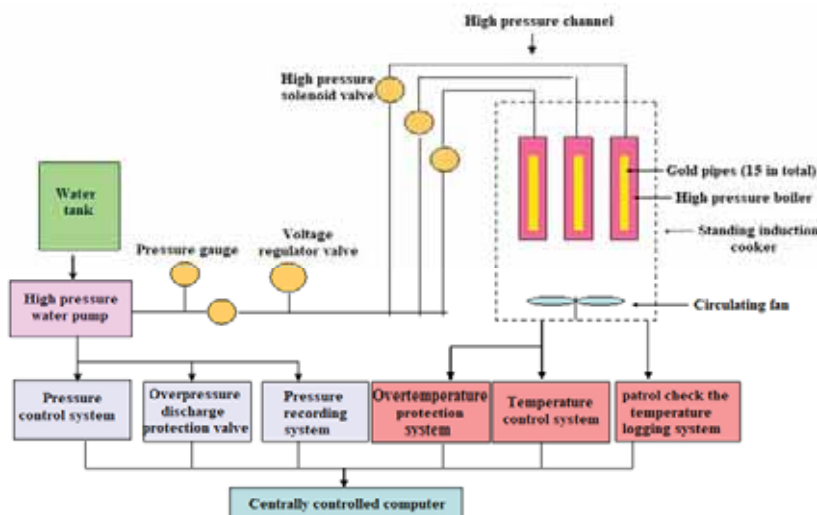 High pressure channel
High pressure
solenoid valve
Gold pipes (15 in total)
High pressure boiler
Standing induction
cooker
Circulating fan
Water
tank
Pressure gauge
Voltage
regulator valve
High pressure
water pump
Pressure
control system
Overpressure
discharge
protection valve
Pressure
recording
system
Overtemperature
protection
system
Temperature
control system
patrol check the
temperature
logging system
Centrally controlled computer